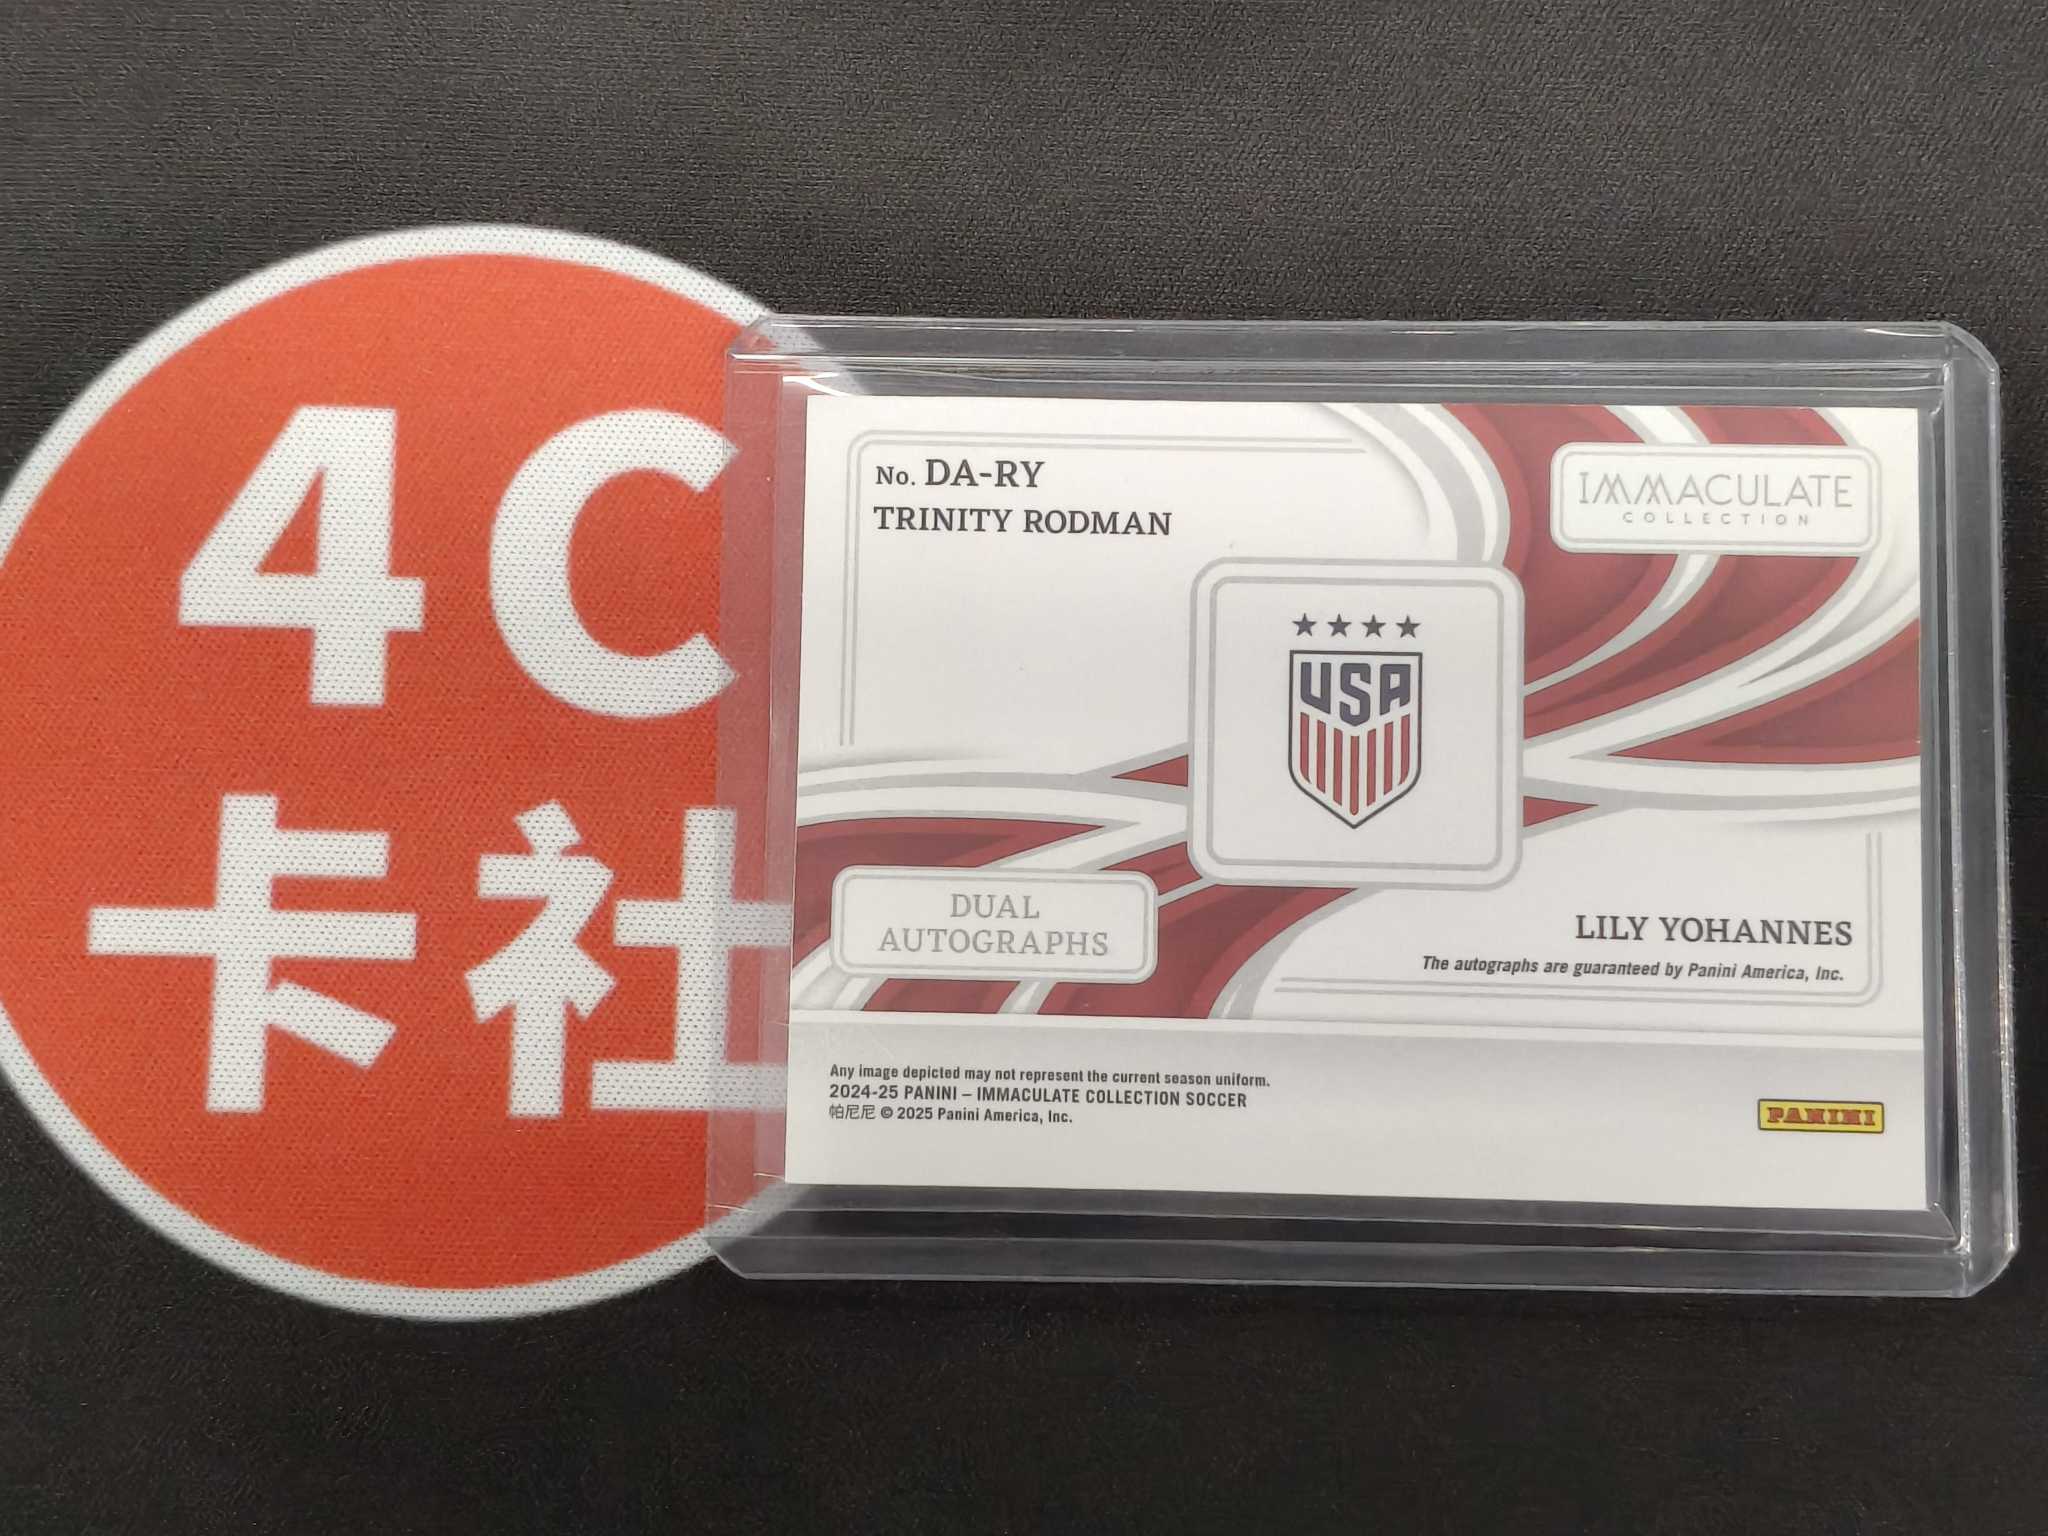 4C
卡社
No. DA-RY
TRINITY RODMAN
IMMACULATE
COLLECTION
USA
DUAL
AUTOGRAPHS
LILY YOHANNES
The autographs are guaranteed by Panini America, Inc.
Any image depicted may not represent the current season uniform.
2024-25 PANINI – IMMACULATE COLLECTION SOCCER
帕尼尼 © 2025 Panini America, Inc.
PANINI